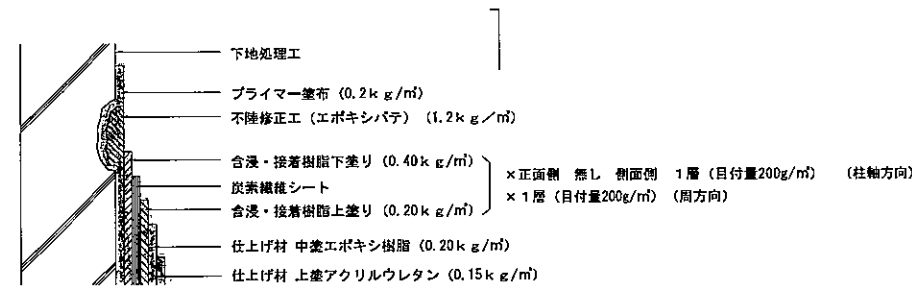 下地処理工
プライマー塗布 (0.2kg/㎡)
不陸修正工 (エポキシパテ) (1.2kg/㎡)
含浸・接着樹脂下塗り (0.40kg/㎡)
炭素繊維シート
含浸・接着樹脂上塗り (0.20kg/㎡)
×正面側 無し 側面側 1層 (目付量200g/㎡) (柱軸方向)
×1層 (目付量200g/㎡) (周方向)
仕上げ材 中塗エポキシ樹脂 (0.20kg/㎡)
仕上げ材 上塗アクリルウレタン (0.15kg/㎡)